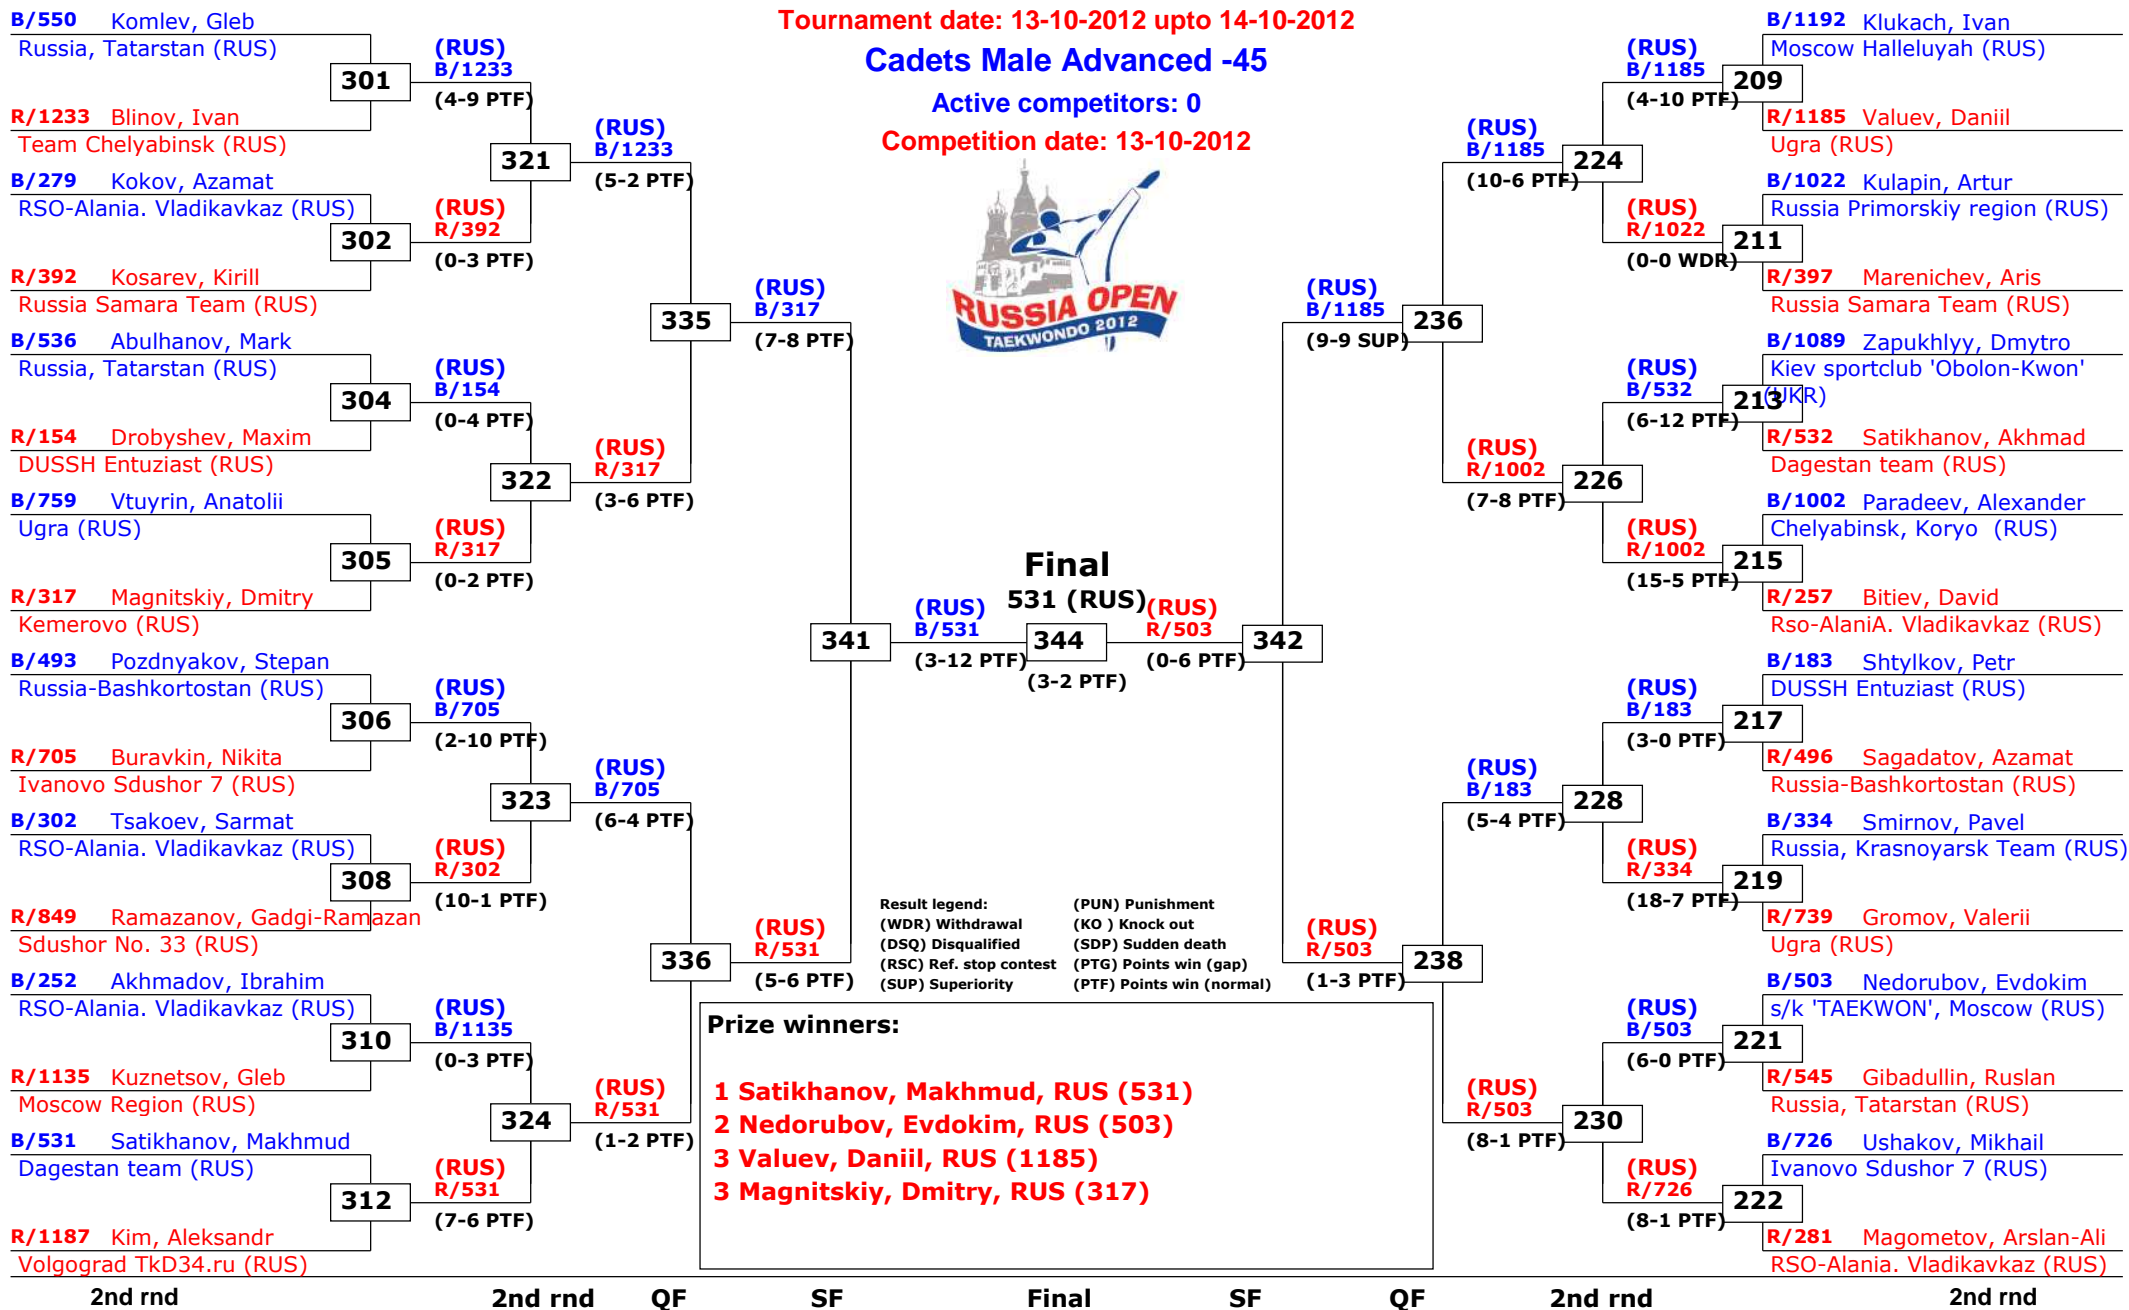 Tournament date: 13-10-2012 upto 14-10-2012
Cadets Male Advanced -45
Active competitors: 0
Competition date: 13-10-2012
RUSSIA OPEN
TAEKWONDO 2012
B/550 Komlev, Gleb
Russia, Tatarstan (RUS)
301
R/1233 Blinov, Ivan
Team Chelyabinsk (RUS)
B/279 Kokov, Azamat
RSO-Alania. Vladikavkaz (RUS)
302
R/392 Kosarev, Kirill
Russia Samara Team (RUS)
B/536 Abulhanov, Mark
Russia, Tatarstan (RUS)
304
R/154 Drobyshev, Maxim
DUSSH Entuziast (RUS)
B/759 Vtuyrin, Anatolii
Ugra (RUS)
305
R/317 Magnitskiy, Dmitry
Kemerovo (RUS)
B/493 Pozdnyakov, Stepan
Russia-Bashkortostan (RUS)
306
R/705 Buravkin, Nikita
Ivanovo Sdushor 7 (RUS)
B/302 Tsakoev, Sarmat
RSO-Alania. Vladikavkaz (RUS)
308
R/849 Ramazanov, Gadgi-Ramazan
Sdushor No. 33 (RUS)
B/252 Akhmadov, Ibrahim
RSO-Alania. Vladikavkaz (RUS)
310
R/1135 Kuznetsov, Gleb
Moscow Region (RUS)
B/531 Satikhanov, Makhmud
Dagestan team (RUS)
312
R/1187 Kim, Aleksandr
Volgograd TkD34.ru (RUS)
(RUS)
B/1233
(4-9 PTF)
321
(RUS)
R/392
(0-3 PTF)
(RUS)
B/154
(0-4 PTF)
322
(RUS)
R/317
(0-2 PTF)
(RUS)
B/705
(2-10 PTF)
323
(RUS)
R/302
(10-1 PTF)
(RUS)
B/1135
(0-3 PTF)
324
(RUS)
R/531
(7-6 PTF)
(RUS)
B/1233
(5-2 PTF)
335
(RUS)
R/317
(3-6 PTF)
(RUS)
B/705
(6-4 PTF)
336
(RUS)
R/531
(1-2 PTF)
(RUS)
B/317
(7-8 PTF)
341
(RUS)
R/531
(5-6 PTF)
(RUS)
B/531
(3-12 PTF)
Final
531 (RUS)
344
(3-2 PTF)
(RUS)
R/503
(0-6 PTF)
342
(RUS)
B/1185
(9-9 SUP)
236
(RUS)
R/503
(1-3 PTF)
238
(RUS)
B/1185
(10-6 PTF)
224
(RUS)
R/1002
(7-8 PTF)
226
(RUS)
B/183
(5-4 PTF)
228
(RUS)
R/503
(8-1 PTF)
230
(RUS)
B/1185
(4-10 PTF)
209
(RUS)
R/1022
(0-0 WDR)
211
(RUS)
B/532
(6-12 PTF)
213
(RUS)
R/1002
(15-5 PTF)
215
(RUS)
B/183
(3-0 PTF)
217
(RUS)
R/334
(18-7 PTF)
219
(RUS)
B/503
(6-0 PTF)
221
(RUS)
R/726
(8-1 PTF)
222
B/1192 Klukach, Ivan
Moscow Halleluyah (RUS)
R/1185 Valuev, Daniil
Ugra (RUS)
B/1022 Kulapin, Artur
Russia Primorskiy region (RUS)
R/397 Marenichev, Aris
Russia Samara Team (RUS)
B/1089 Zapukhlyy, Dmytro
Kiev sportclub 'Obolon-Kwon'
(UKR)
R/532 Satikhanov, Akhmad
Dagestan team (RUS)
B/1002 Paradeev, Alexander
Chelyabinsk, Koryo (RUS)
R/257 Bitiev, David
Rso-AlaniA. Vladikavkaz (RUS)
B/183 Shtylkov, Petr
DUSSH Entuziast (RUS)
R/496 Sagadatov, Azamat
Russia-Bashkortostan (RUS)
B/334 Smirnov, Pavel
Russia, Krasnoyarsk Team (RUS)
R/739 Gromov, Valerii
Ugra (RUS)
B/503 Nedorubov, Evdokim
s/k 'TAEKWON', Moscow (RUS)
R/545 Gibadullin, Ruslan
Russia, Tatarstan (RUS)
B/726 Ushakov, Mikhail
Ivanovo Sdushor 7 (RUS)
R/281 Magometov, Arslan-Ali
RSO-Alania. Vladikavkaz (RUS)
Result legend: (PUN) Punishment
(WDR) Withdrawal (KO ) Knock out
(DSQ) Disqualified (SDP) Sudden death
(RSC) Ref. stop contest (PTG) Points win (gap)
(SUP) Superiority (PTF) Points win (normal)
Prize winners:
1 Satikhanov, Makhmud, RUS (531)
2 Nedorubov, Evdokim, RUS (503)
3 Valuev, Daniil, RUS (1185)
3 Magnitskiy, Dmitry, RUS (317)
2nd rnd 2nd rnd QF SF Final SF QF 2nd rnd 2nd rnd